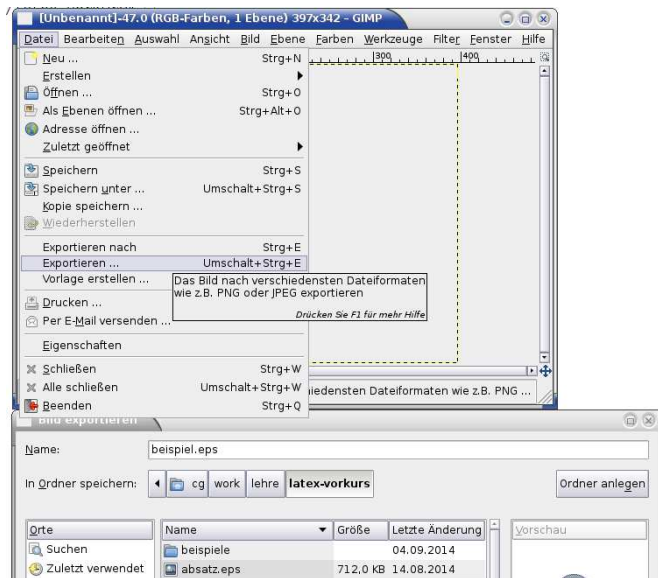 [Unbenannt]-47.0 (RGB-Farben, 1 Ebene) 397x342 – GIMP
Datei Bearbeiten Auswahl Ansicht Bild Ebene Farben Werkzeuge Filter Fenster Hilfe
300 400
Neu ... Strg+N
Erstellen
Öffnen ... Strg+O
Als Ebenen öffnen ... Strg+Alt+O
Adresse öffnen ...
Zuletzt geöffnet
Speichern Strg+S
Speichern unter ... Umschalt+Strg+S
Kopie speichern ...
Wiederherstellen
Exportieren nach Strg+E
Exportieren ... Umschalt+Strg+E
Vorlage erstellen ...
Das Bild nach verschiedensten Dateiformaten
wie z.B. PNG oder JPEG exportieren
Drücken Sie F1 für mehr Hilfe
Drucken ...
Per E-Mail versenden ...
Eigenschaften
Schließen Strg+W
Alle schließen Umschalt+Strg+W
iedensten Dateiformaten wie z.B. PNG ...
Beenden Strg+Q
Bild exportieren
Name: beispiel.eps
In Ordner speichern: cg work lehre latex-vorkurs Ordner anlegen
Orte Name Größe Letzte Änderung Vorschau
Suchen beispiele 04.09.2014
Zuletzt verwendet absatz.eps 712,0 KB 14.08.2014